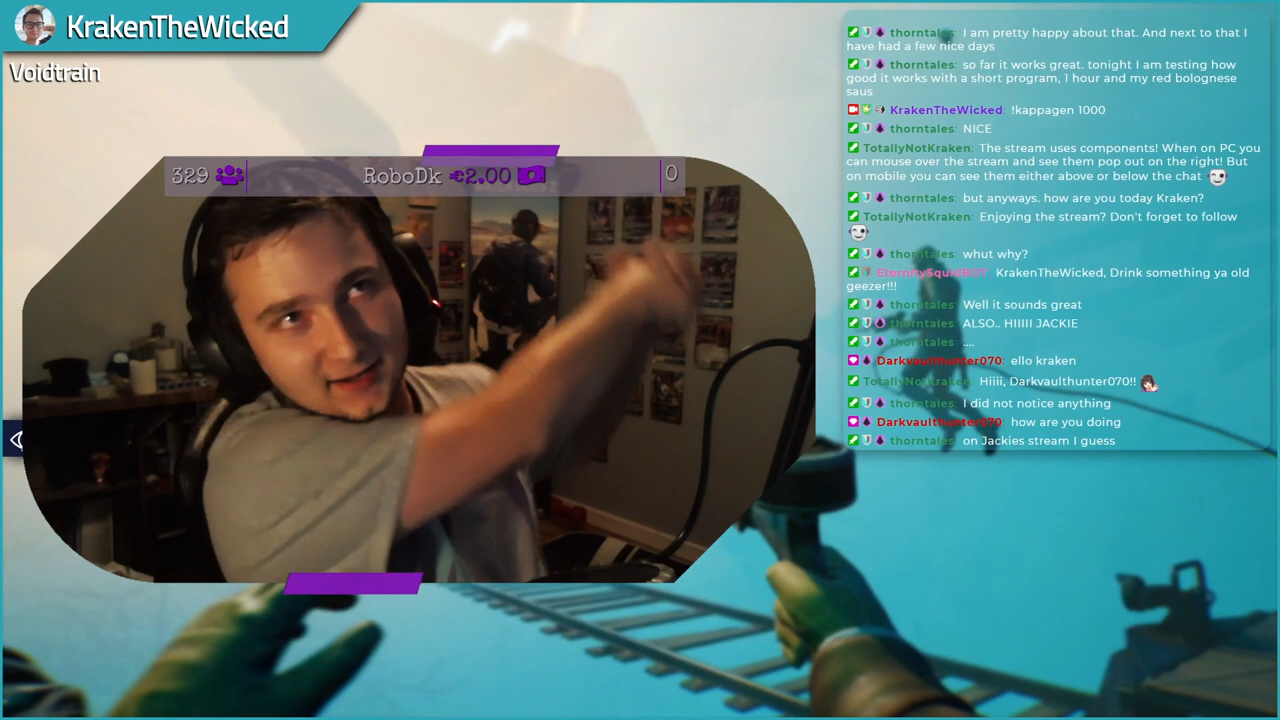 KrakenTheWicked
Voidtrain
329
RoboDk €2.00
0
thorntales: I am pretty happy about that. And next to that I
have had a few nice days
thorntales: so far it works great. tonight I am testing how
good it works with a short program, 1 hour and my red bolognese
saus
KrakenTheWicked: !kappagen 1000
thorntales: NICE
TotallyNotKraken: The stream uses components! When on PC you
can mouse over the stream and see them pop out on the right! But
on mobile you can see them either above or below the chat
thorntales: but anyways. how are you today Kraken?
TotallyNotKraken: Enjoying the stream? Don't forget to follow
thorntales: whut why?
EternitySquidBOT: KrakenTheWicked, Drink something ya old
geezer!!!
thorntales: Well it sounds great
thorntales: ALSO.. HIIIII JACKIE
thorntales: ....
Darkvaulthunter070: ello kraken
TotallyNotKraken: Hiiii, Darkvaulthunter070!!
thorntales: I did not notice anything
Darkvaulthunter070: how are you doing
thorntales: on Jackies stream I guess